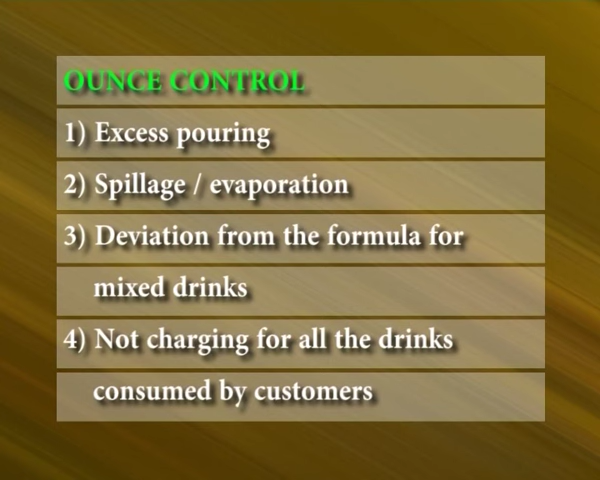 OUNCE CONTROL
1) Excess pouring
2) Spillage / evaporation
3) Deviation from the formula for
mixed drinks
4) Not charging for all the drinks
consumed by customers